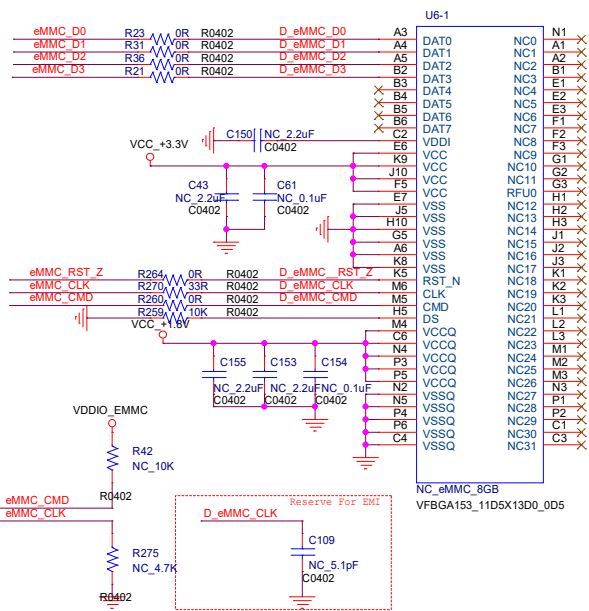 U6-1
eMMC_D0 R23 0R R0402 D_eMMC_D0 A3 DAT0 NC0 N1
eMMC_D1 R31 0R R0402 D_eMMC_D1 A4 DAT1 NC1 A1
eMMC_D2 R36 0R R0402 D_eMMC_D2 A5 DAT2 NC2 A2
eMMC_D3 R21 0R R0402 D_eMMC_D3 B2 DAT3 NC3 B1
B3 DAT4 NC4 E1
B4 DAT5 NC5 E2
B5 DAT6 NC6 E3
B6 DAT7 NC7 F1
C150 NC_2.2uF C0402 C2 VDDI NC8 F2
VCC_+3.3V E6 VCC NC9 F3
K9 VCC NC10 G1
J10 VCC NC11 G2
C43 C61 F5 VCC RFU0 G3
NC_2.2uF NC_0.1uF E7 VSS NC12 H1
C0402 C0402 J5 VSS NC13 H2
H10 VSS NC14 H3
G5 VSS NC15 J1
A6 VSS NC16 J2
K8 VSS NC17 J3
eMMC_RST_Z R264 0R R0402 D_eMMC__RST_Z K5 RST_N NC18 K1
eMMC_CLK R270 33R R0402 D_eMMC_CLK M6 CLK NC19 K2
eMMC_CMD R260 0R R0402 D_eMMC_CMD M5 CMD NC20 K3
R259 10K R0402 H5 DS NC21 L1
VCC_+1.8V M4 VCCQ NC22 L2
C6 VCCQ NC23 L3
N4 VCCQ NC24 M1
C155 C153 C154 P3 VCCQ NC25 M2
P5 VCCQ NC26 M3
NC_2.2uF NC_2.2uF NC_0.1uF N2 VSSQ NC27 N3
C0402 C0402 C0402 N5 VSSQ NC28 P1
P4 VSSQ NC29 P2
P6 VSSQ NC30 C1
C4 VSSQ NC31 C3
VDDIO_EMMC
R42
NC_10K
R0402
eMMC_CMD
eMMC_CLK
R275
NC_4.7K
R0402
Reserve For EMI
D_eMMC_CLK
C109
NC_5.1pF
C0402
NC_eMMC_8GB
VFBGA153_11D5X13D0_0D5